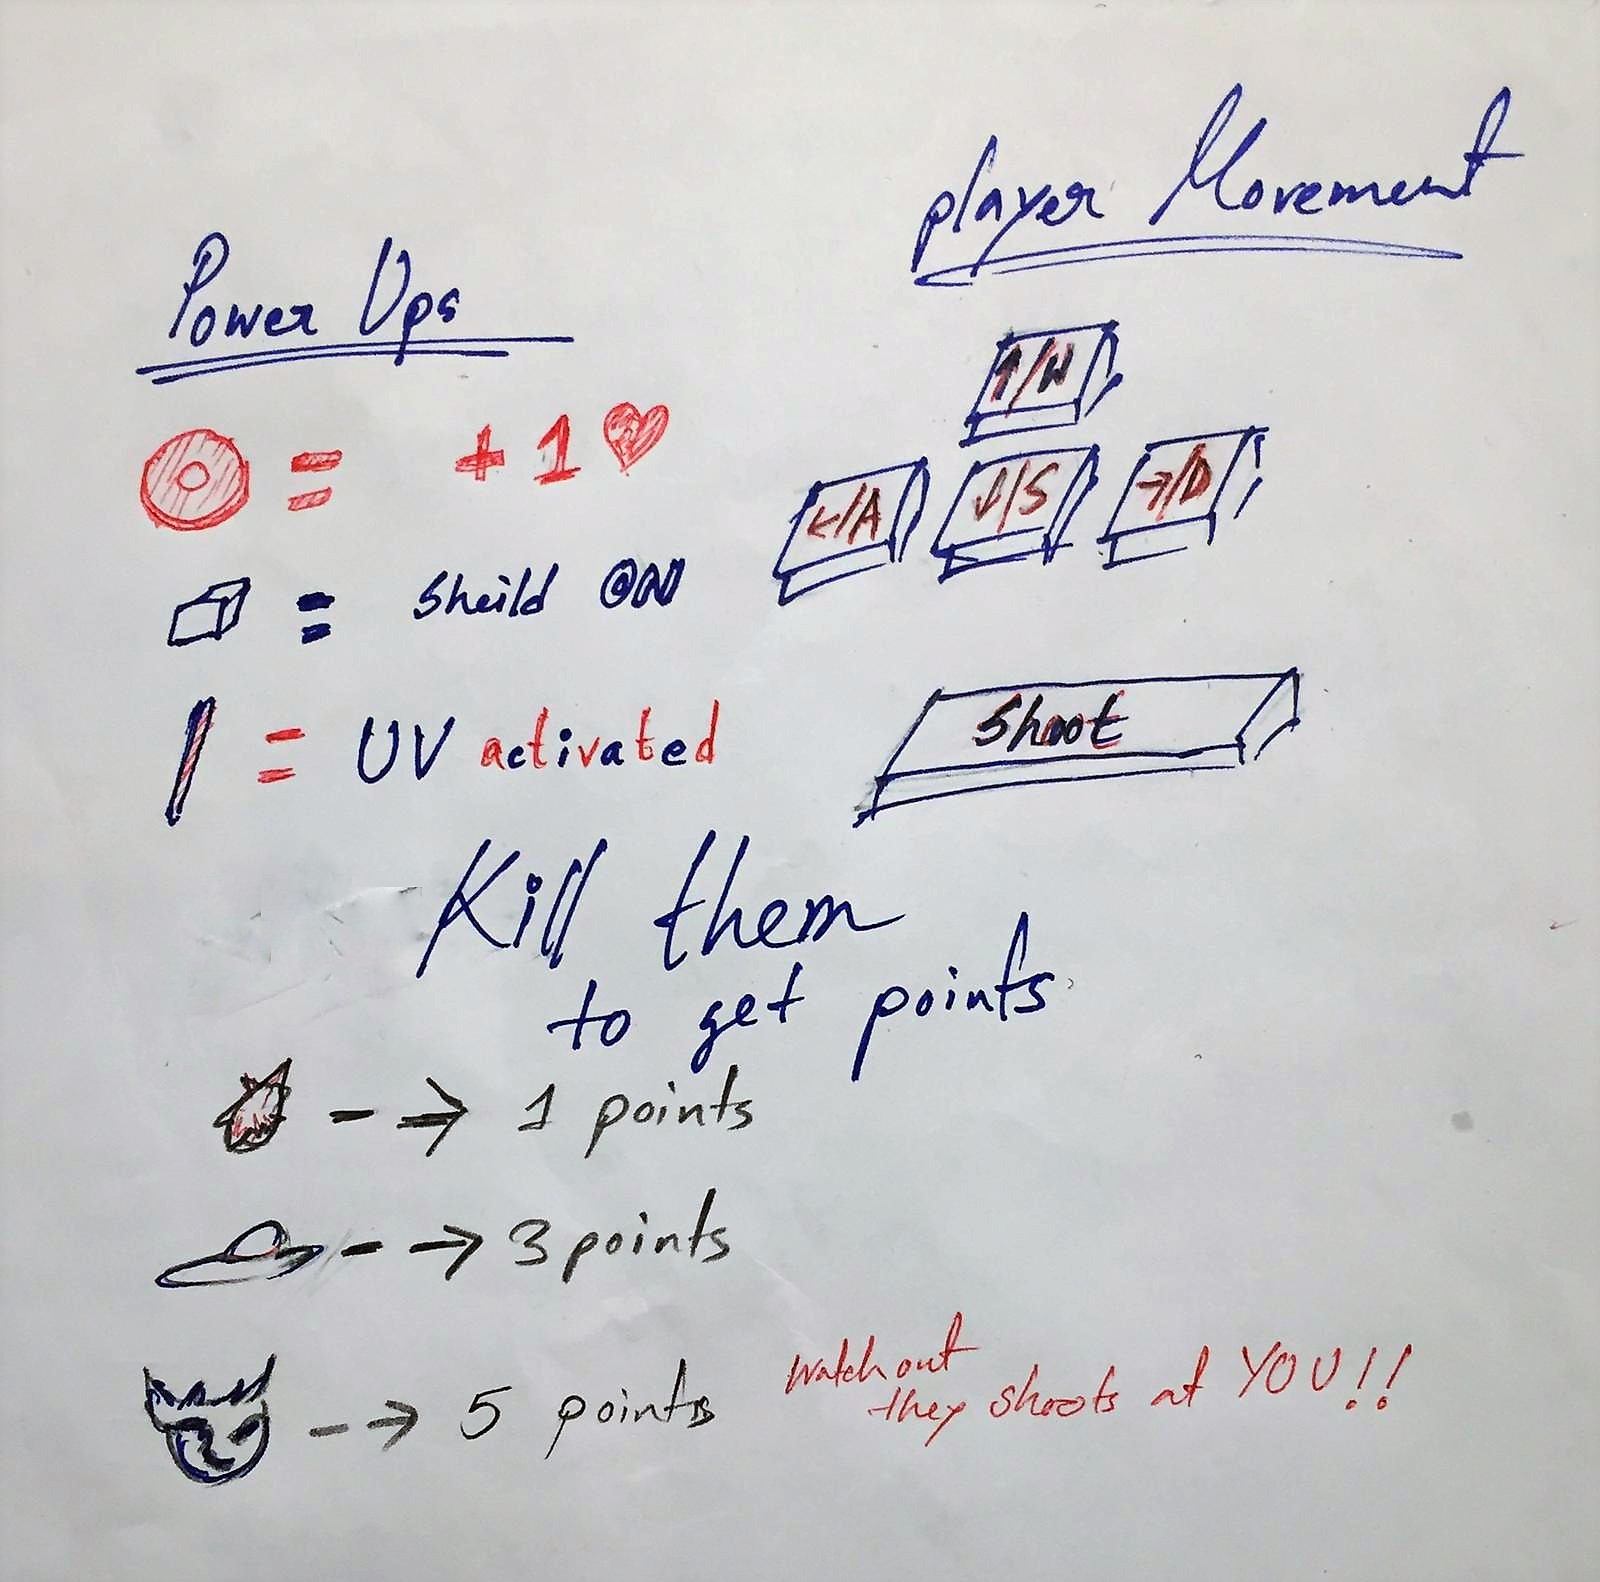 player Movement
Power Ups
= +1
↑/W
←/A ↓/S →/D
= Sheild ON
= UV activated
Shoot
Kill them
to get points
--> 1 points
--> 3 points
--> 5 points
Watch out
they shoots at YOU!!